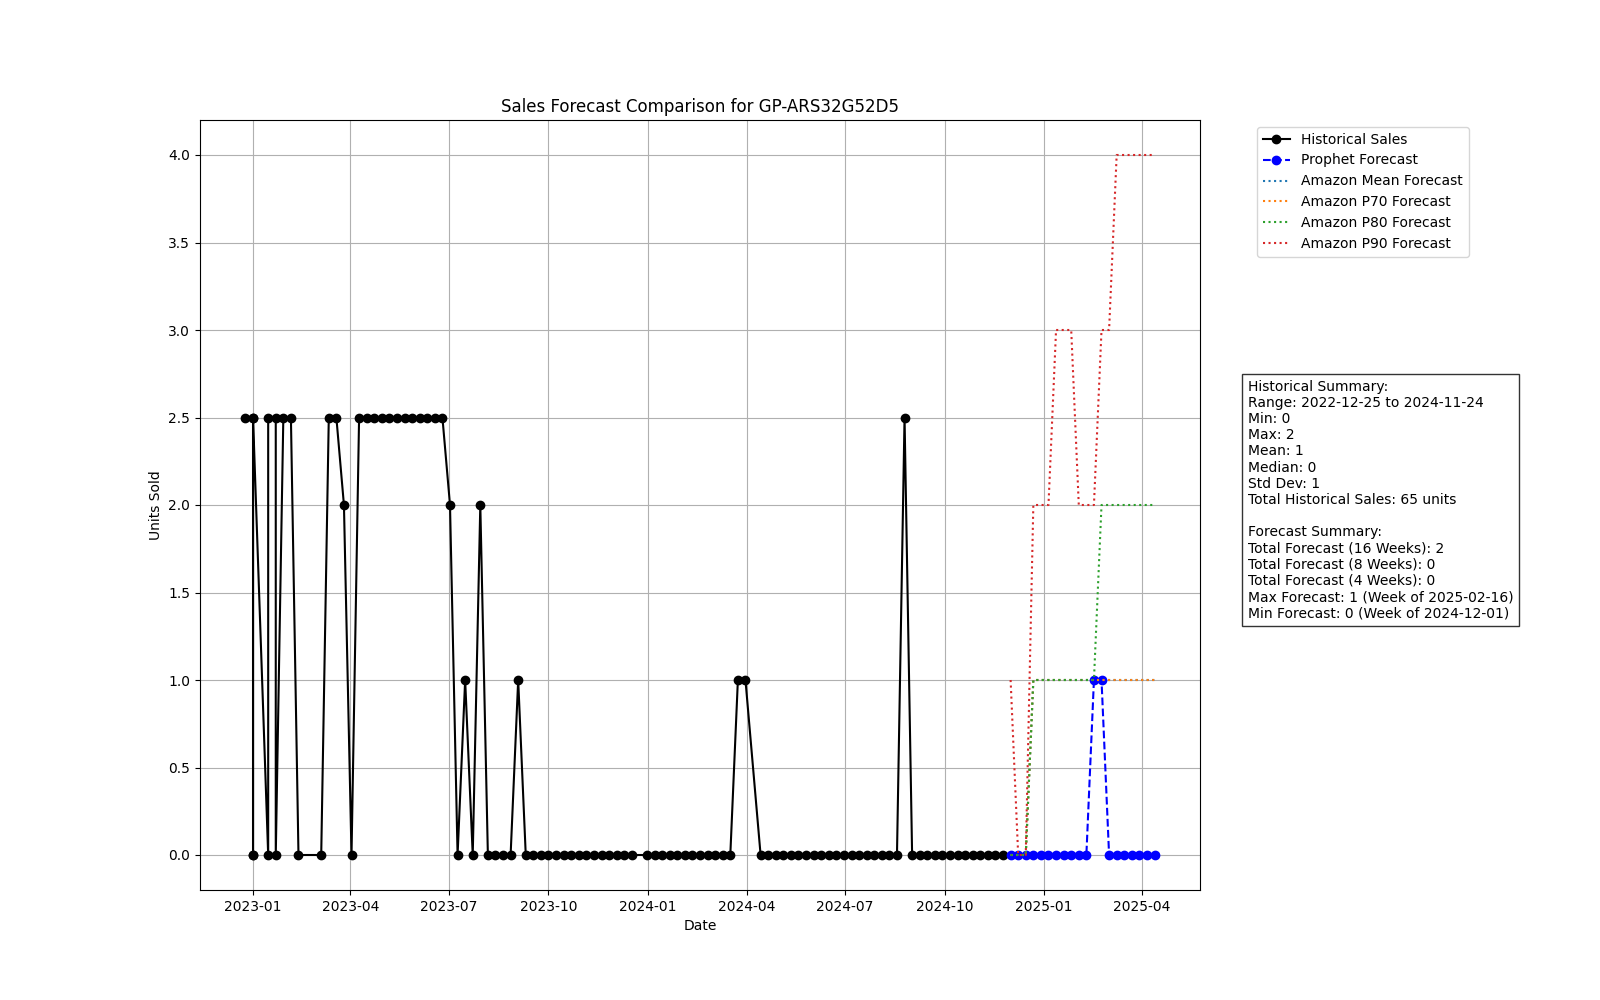 Sales Forecast Comparison for GP-ARS32G52D5
Units Sold
4.0
3.5
3.0
2.5
2.0
1.5
1.0
0.5
0.0
2023-01
2023-04
2023-07
2023-10
2024-01
2024-04
2024-07
2024-10
2025-01
2025-04
Date
Historical Sales
Prophet Forecast
Amazon Mean Forecast
Amazon P70 Forecast
Amazon P80 Forecast
Amazon P90 Forecast
Historical Summary:
Range: 2022-12-25 to 2024-11-24
Min: 0
Max: 2
Mean: 1
Median: 0
Std Dev: 1
Total Historical Sales: 65 units
Forecast Summary:
Total Forecast (16 Weeks): 2
Total Forecast (8 Weeks): 0
Total Forecast (4 Weeks): 0
Max Forecast: 1 (Week of 2025-02-16)
Min Forecast: 0 (Week of 2024-12-01)